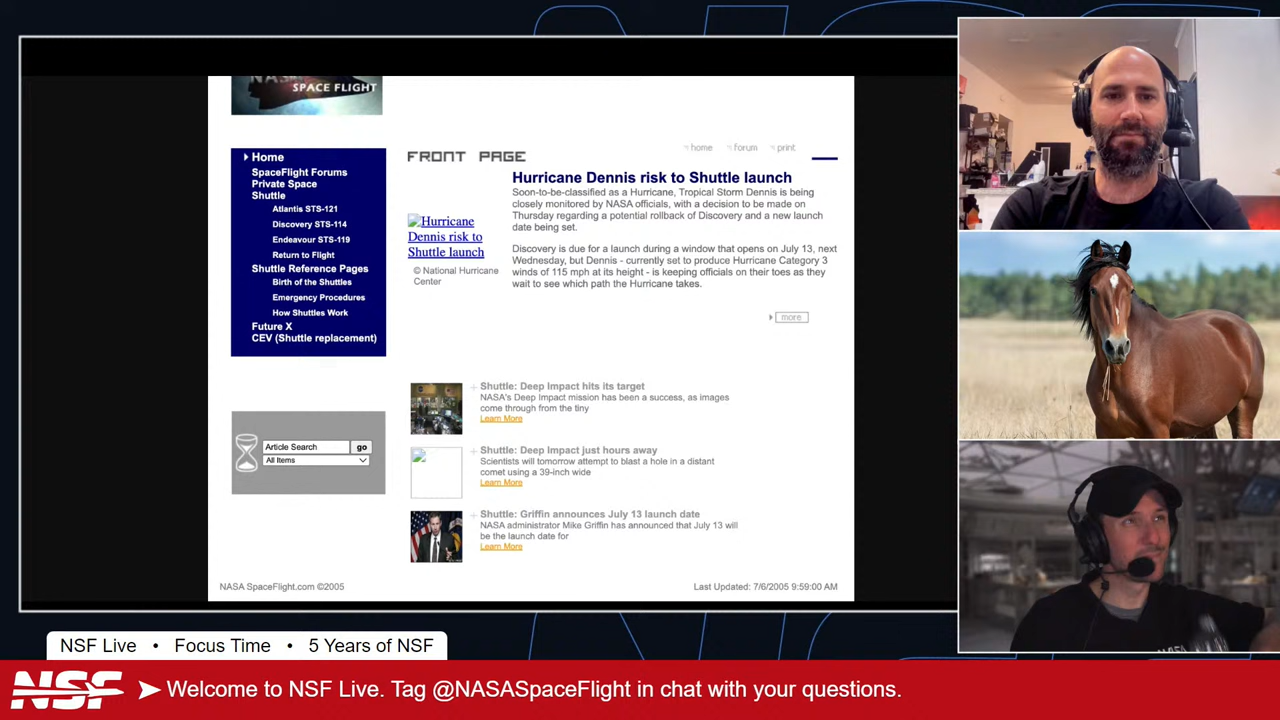 SPACE FLIGHT
Home
SpaceFlight Forums
Private Space
Shuttle
Atlantis STS-121
Discovery STS-114
Endeavour STS-119
Return to Flight
Shuttle Reference Pages
Birth of the Shuttles
Emergency Procedures
How Shuttles Work
Future X
CEV (Shuttle replacement)
Article Search
go
All Items
FRONT PAGE
home forum print
Hurricane Dennis risk to Shuttle launch
Soon-to-be-classified as a Hurricane, Tropical Storm Dennis is being
closely monitored by NASA officials, with a decision to be made on
Thursday regarding a potential rollback of Discovery and a new launch
date being set.
Hurricane
Dennis risk to
Shuttle launch
© National Hurricane
Center
Discovery is due for a launch during a window that opens on July 13, next
Wednesday, but Dennis - currently set to produce Hurricane Category 3
winds of 115 mph at its height - is keeping officials on their toes as they
wait to see which path the Hurricane takes.
more
Shuttle: Deep Impact hits its target
NASA's Deep Impact mission has been a success, as images
come through from the tiny
Learn More
Shuttle: Deep Impact just hours away
Scientists will tomorrow attempt to blast a hole in a distant
comet using a 39-inch wide
Learn More
Shuttle: Griffin announces July 13 launch date
NASA administrator Mike Griffin has announced that July 13 will
be the launch date for
Learn More
NASA SpaceFlight.com ©2005
Last Updated: 7/6/2005 9:59:00 AM
NSF Live • Focus Time • 5 Years of NSF
NSF
Welcome to NSF Live. Tag @NASASpaceFlight in chat with your questions.